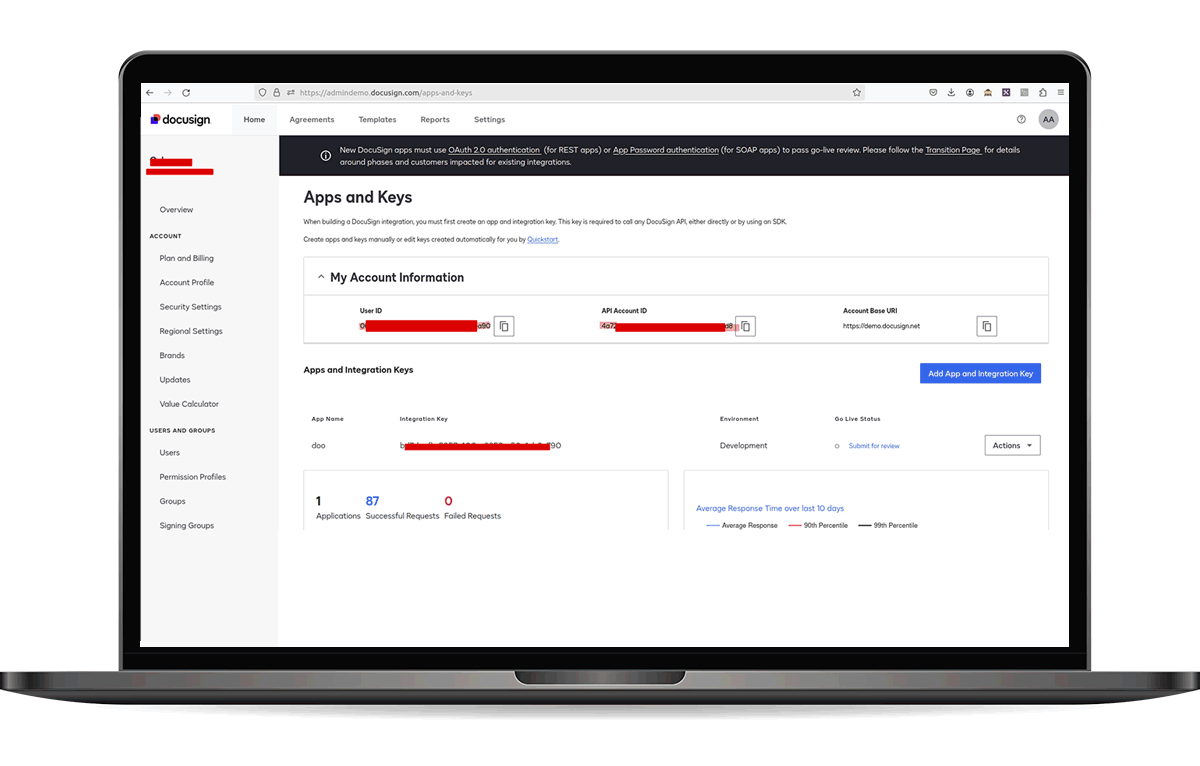 https://admindemo.docusign.com/apps-and-keys
docusign
Home
Agreements
Templates
Reports
Settings
AA
New DocuSign apps must use OAuth 2.0 authentication (for REST apps) or App Password authentication (for SOAP apps) to pass go-live review. Please follow the Transition Page for details
around phases and customers impacted for existing integrations.
Overview
ACCOUNT
Plan and Billing
Account Profile
Security Settings
Regional Settings
Brands
Updates
Value Calculator
USERS AND GROUPS
Users
Permission Profiles
Groups
Signing Groups
Apps and Keys
When building a DocuSign integration, you must first create an app and integration key. This key is required to call any DocuSign API, either directly or by using an SDK.
Create apps and keys manually or edit keys created automatically for you by Quickstart.
My Account Information
User ID
a90
API Account ID
4a72
Account Base URI
https://demo.docusign.net
Apps and Integration Keys
Add App and Integration Key
App Name
Integration Key
Environment
Go Live Status
doo
790
Development
Submit for review
Actions
1
Applications
87
Successful Requests
0
Failed Requests
Average Response Time over last 10 days
Average Response
90th Percentile
99th Percentile